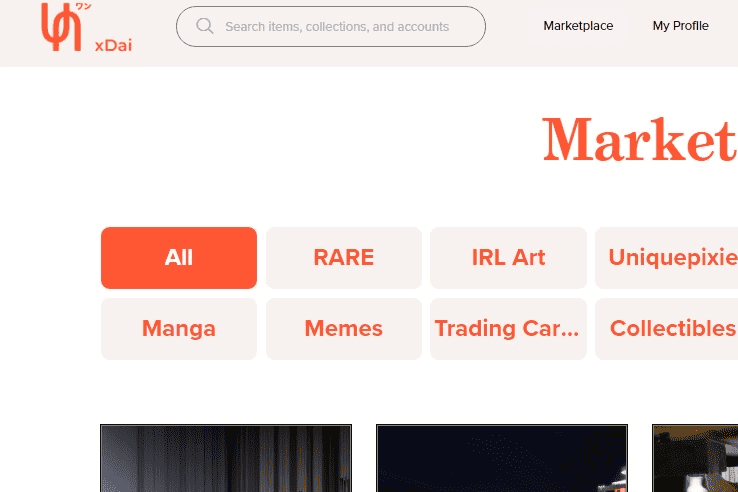 ワン
xDai
Search items, collections, and accounts
Marketplace
My Profile
Market
All
RARE
IRL Art
Uniquepixie
Manga
Memes
Trading Car...
Collectibles